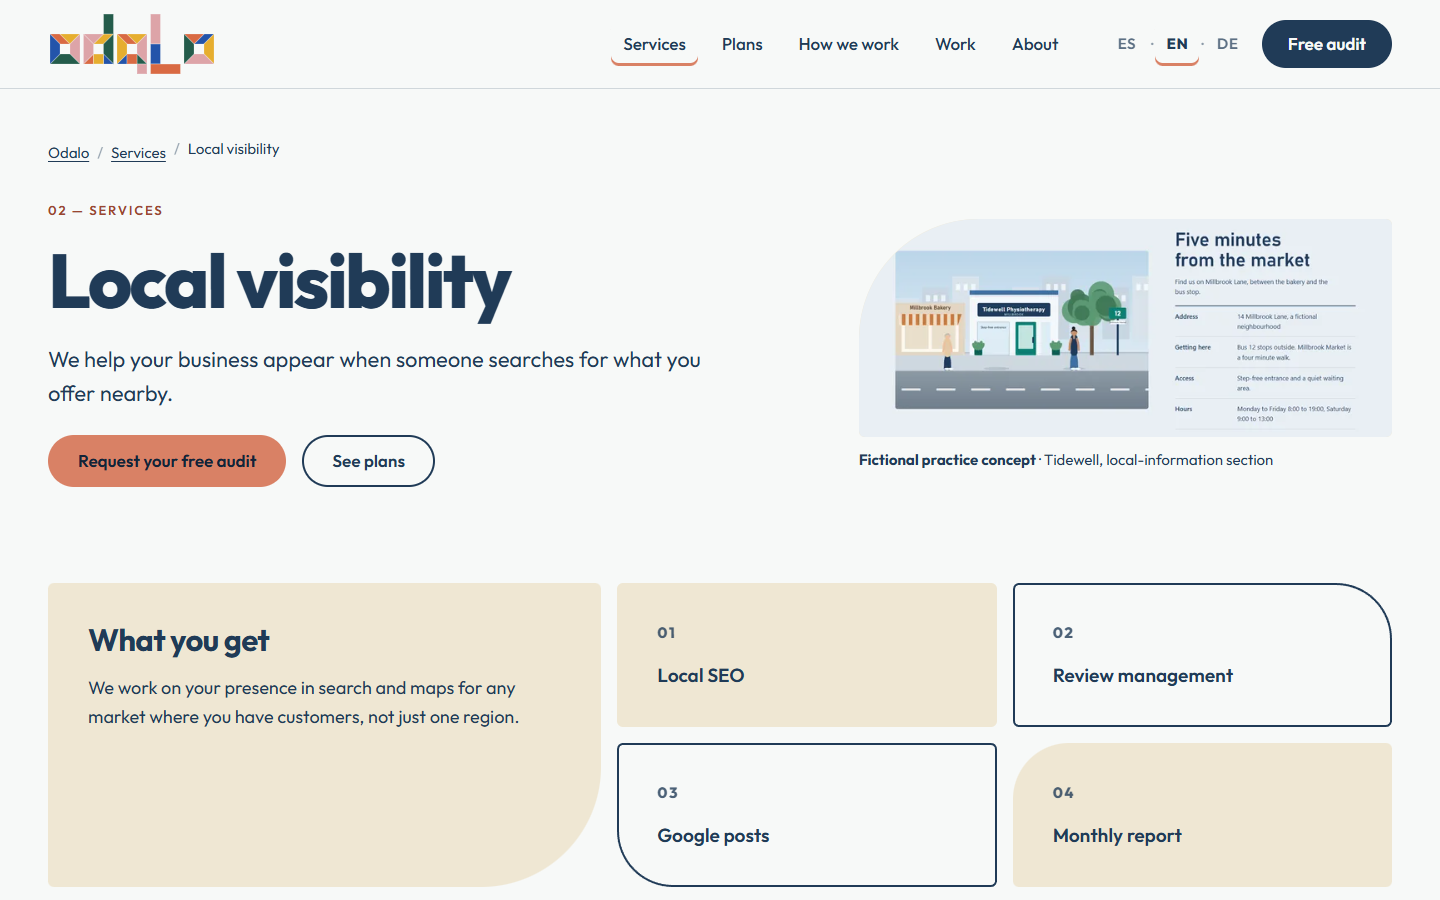 odalo
Services Plans How we work Work About ES · EN · DE Free audit
Odalo / Services / Local visibility
02 — SERVICES
Local visibility
We help your business appear when someone searches for what you
offer nearby.
Request your free audit See plans
Millbrook Bakery
Tidewell Physiotherapy
12
Five minutes
from the market
Find us on Millbrook Lane, between the bakery and the
bus stop.
Address 14 Millbrook Lane, a fictional
neighbourhood
Getting here Bus 12 stops outside. Millbrook Market is
a four minute walk.
Access Step-free entrance and a quiet waiting
area.
Hours Monday to Friday 8:00 to 19:00, Saturday
9:00 to 13:00
Fictional practice concept · Tidewell, local-information section
What you get
We work on your presence in search and maps for any
market where you have customers, not just one region.
01
Local SEO
02
Review management
03
Google posts
04
Monthly report